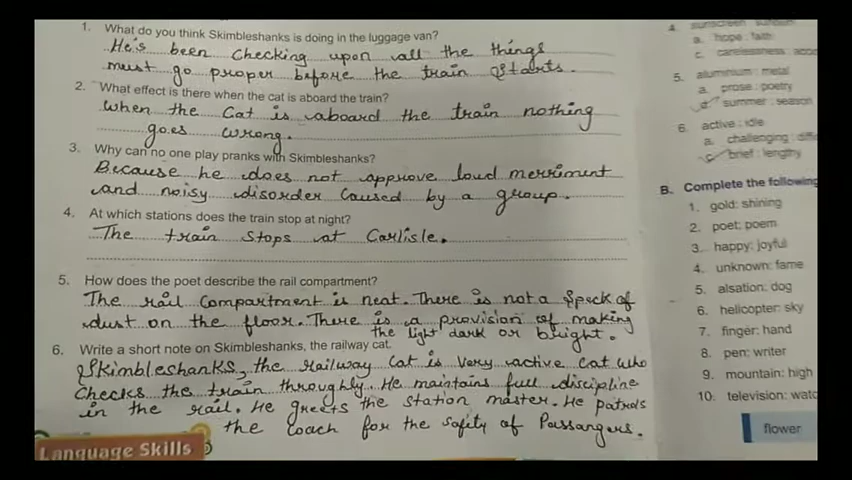 1. What do you think Skimbleshanks is doing in the luggage van?
He's been checking upon all the things
must go proper before the train starts.
2. What effect is there when the cat is aboard the train?
When the Cat is aboard the train nothing
goes wrong.
3. Why can no one play pranks with Skimbleshanks?
Because he does not approve loud merriment
and noisy disorder caused by a group.
4. At which stations does the train stop at night?
The train stops at Carlisle.
5. How does the poet describe the rail compartment?
The rail compartment is neat. There is not a speck of
dust on the floor. There is a provision of making
the light dark or bright.
6. Write a short note on Skimbleshanks, the railway cat.
Skimbleshanks, the railway cat is very active cat who
checks the train throughly. He maintains full discipline
in the rail. He greets the station master. He patrols
the coach for the safity of Passangers.
Language Skills
4. sunscreen
a. hope : faith
c. carelessness
5. aluminium : metal
a. prose : poetry
summer : season
6. active : idle
a. challenging :
c. brief : lengthy
B. Complete the following
1. gold: shining
2. poet: poem
3. happy: joyful
4. unknown: fame
5. alsation: dog
6. helicopter: sky
7. finger: hand
8. pen: writer
9. mountain: high
10. television:
flower